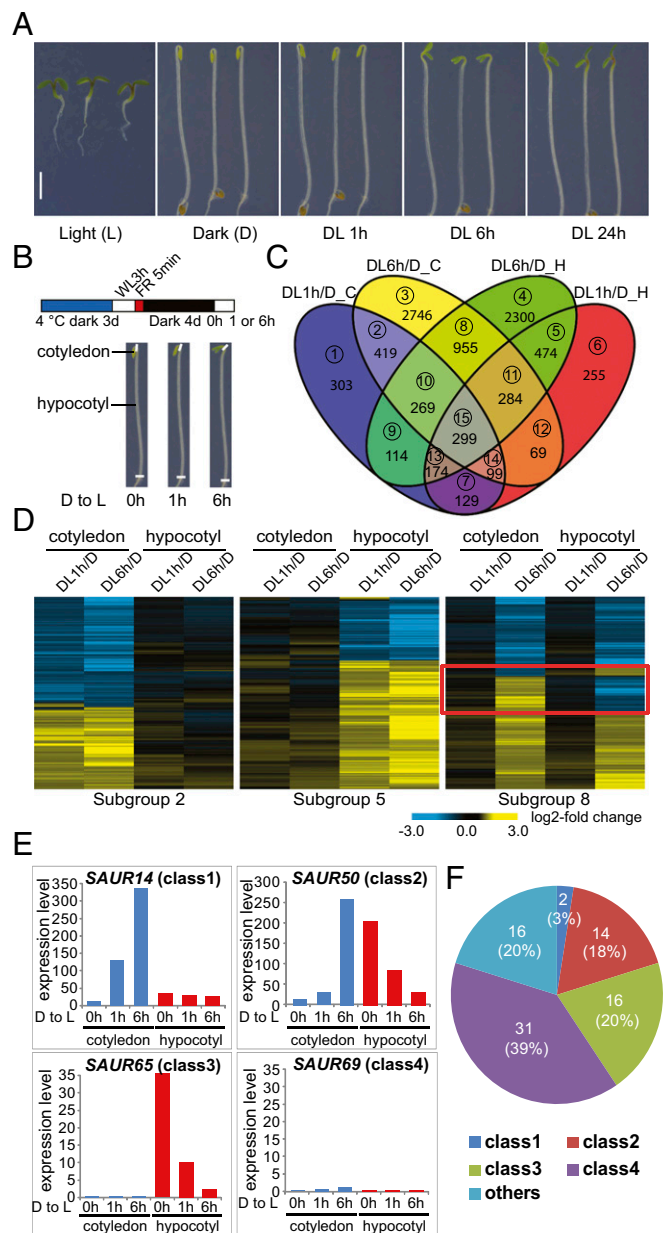 A
Light (L)
Dark (D)
DL 1h
DL 6h
DL 24h
B
WL3h
FR 5min
4 °C dark 3d
Dark 4d
0h
1 or 6h
cotyledon
hypocotyl
D to L
0h
1h
6h
C
DL1h/D_C
DL6h/D_C
DL6h/D_H
DL1h/D_H
1
303
2
419
3
2746
4
2300
5
474
6
255
7
129
8
955
9
114
10
269
11
284
12
69
13
174
14
99
15
299
D
cotyledon
hypocotyl
cotyledon
hypocotyl
cotyledon
hypocotyl
DL1h/D
DL6h/D
DL1h/D
DL6h/D
DL1h/D
DL6h/D
DL1h/D
DL6h/D
DL1h/D
DL6h/D
DL1h/D
DL6h/D
Subgroup 2
Subgroup 5
Subgroup 8
log2-fold change
-3.0
0.0
3.0
E
SAUR14 (class1)
expression level
350
300
250
200
150
100
50
0
D to L
0h
1h
6h
0h
1h
6h
cotyledon
hypocotyl
SAUR50 (class2)
expression level
300
250
200
150
100
50
0
D to L
0h
1h
6h
0h
1h
6h
cotyledon
hypocotyl
SAUR65 (class3)
expression level
35
30
25
20
15
10
5
0
D to L
0h
1h
6h
0h
1h
6h
cotyledon
hypocotyl
SAUR69 (class4)
expression level
35
30
25
20
15
10
5
0
D to L
0h
1h
6h
0h
1h
6h
cotyledon
hypocotyl
F
2
(3%)
14
(18%)
16
(20%)
31
(39%)
16
(20%)
class1
class2
class3
class4
others